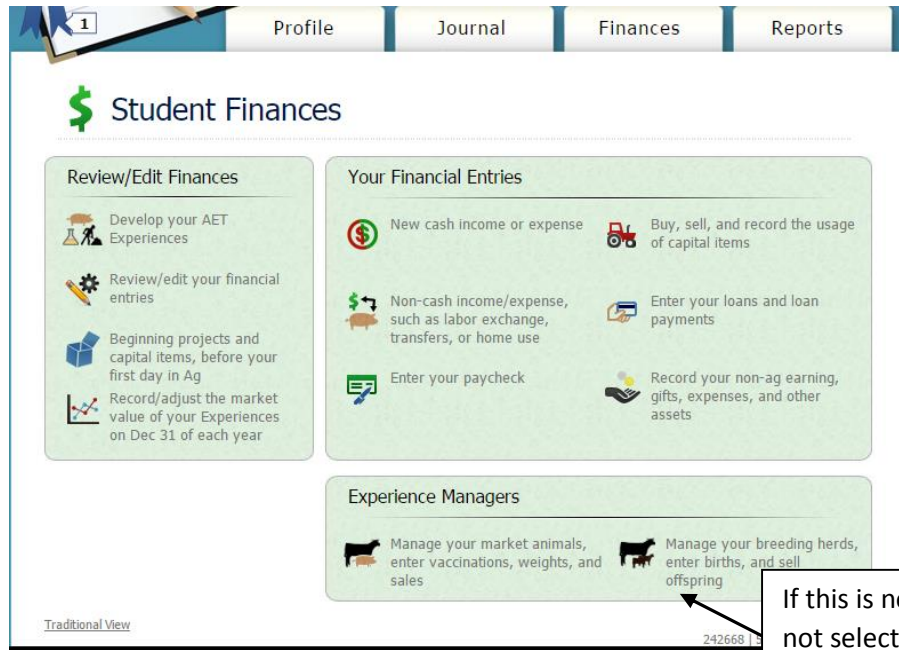 1
Profile Journal Finances Reports
Student Finances
Review/Edit Finances
Develop your AET
Experiences
Review/edit your financial
entries
Beginning projects and
capital items, before your
first day in Ag
Record/adjust the market
value of your Experiences
on Dec 31 of each year
Your Financial Entries
New cash income or expense
Buy, sell, and record the usage
of capital items
Non-cash income/expense,
such as labor exchange,
transfers, or home use
Enter your loans and loan
payments
Enter your paycheck
Record your non-ag earning,
gifts, expenses, and other
assets
Experience Managers
Manage your market animals,
enter vaccinations, weights, and
sales
Manage your breeding herds,
enter births, and sell
offspring
If this is
not select
Traditional View
242668 |